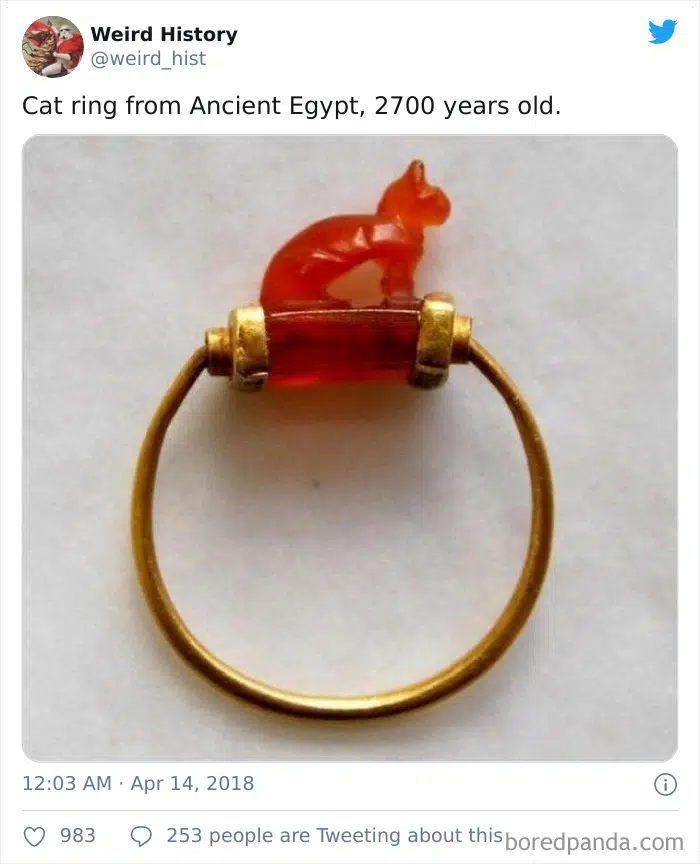 Weird History
@weird_hist
Cat ring from Ancient Egypt, 2700 years old.
12:03 AM · Apr 14, 2018
983
253 people are Tweeting about this
boredpanda.com